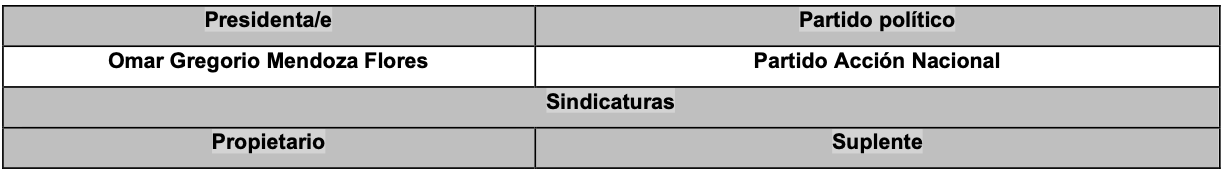 Presidenta/e Partido político
Omar Gregorio Mendoza Flores Partido Acción Nacional
Sindicaturas
Propietario Suplente